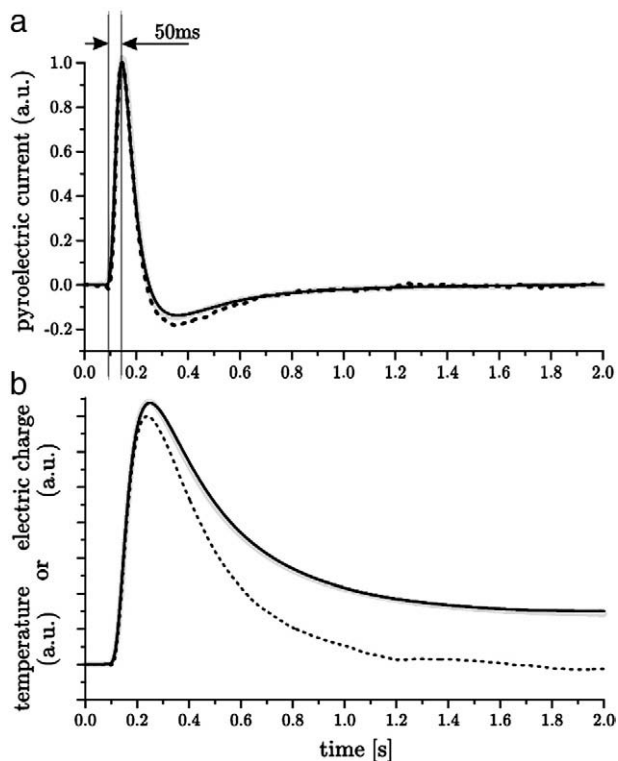 a
50ms
pyroelectric current (a.u.)
1.0
0.8
0.6
0.4
0.2
0.0
-0.2
0.0 0.2 0.4 0.6 0.8 1.0 1.2 1.4 1.6 1.8 2.0
b
temperature or electric charge
(a.u.) (a.u.)
0.0 0.2 0.4 0.6 0.8 1.0 1.2 1.4 1.6 1.8 2.0
time [s]